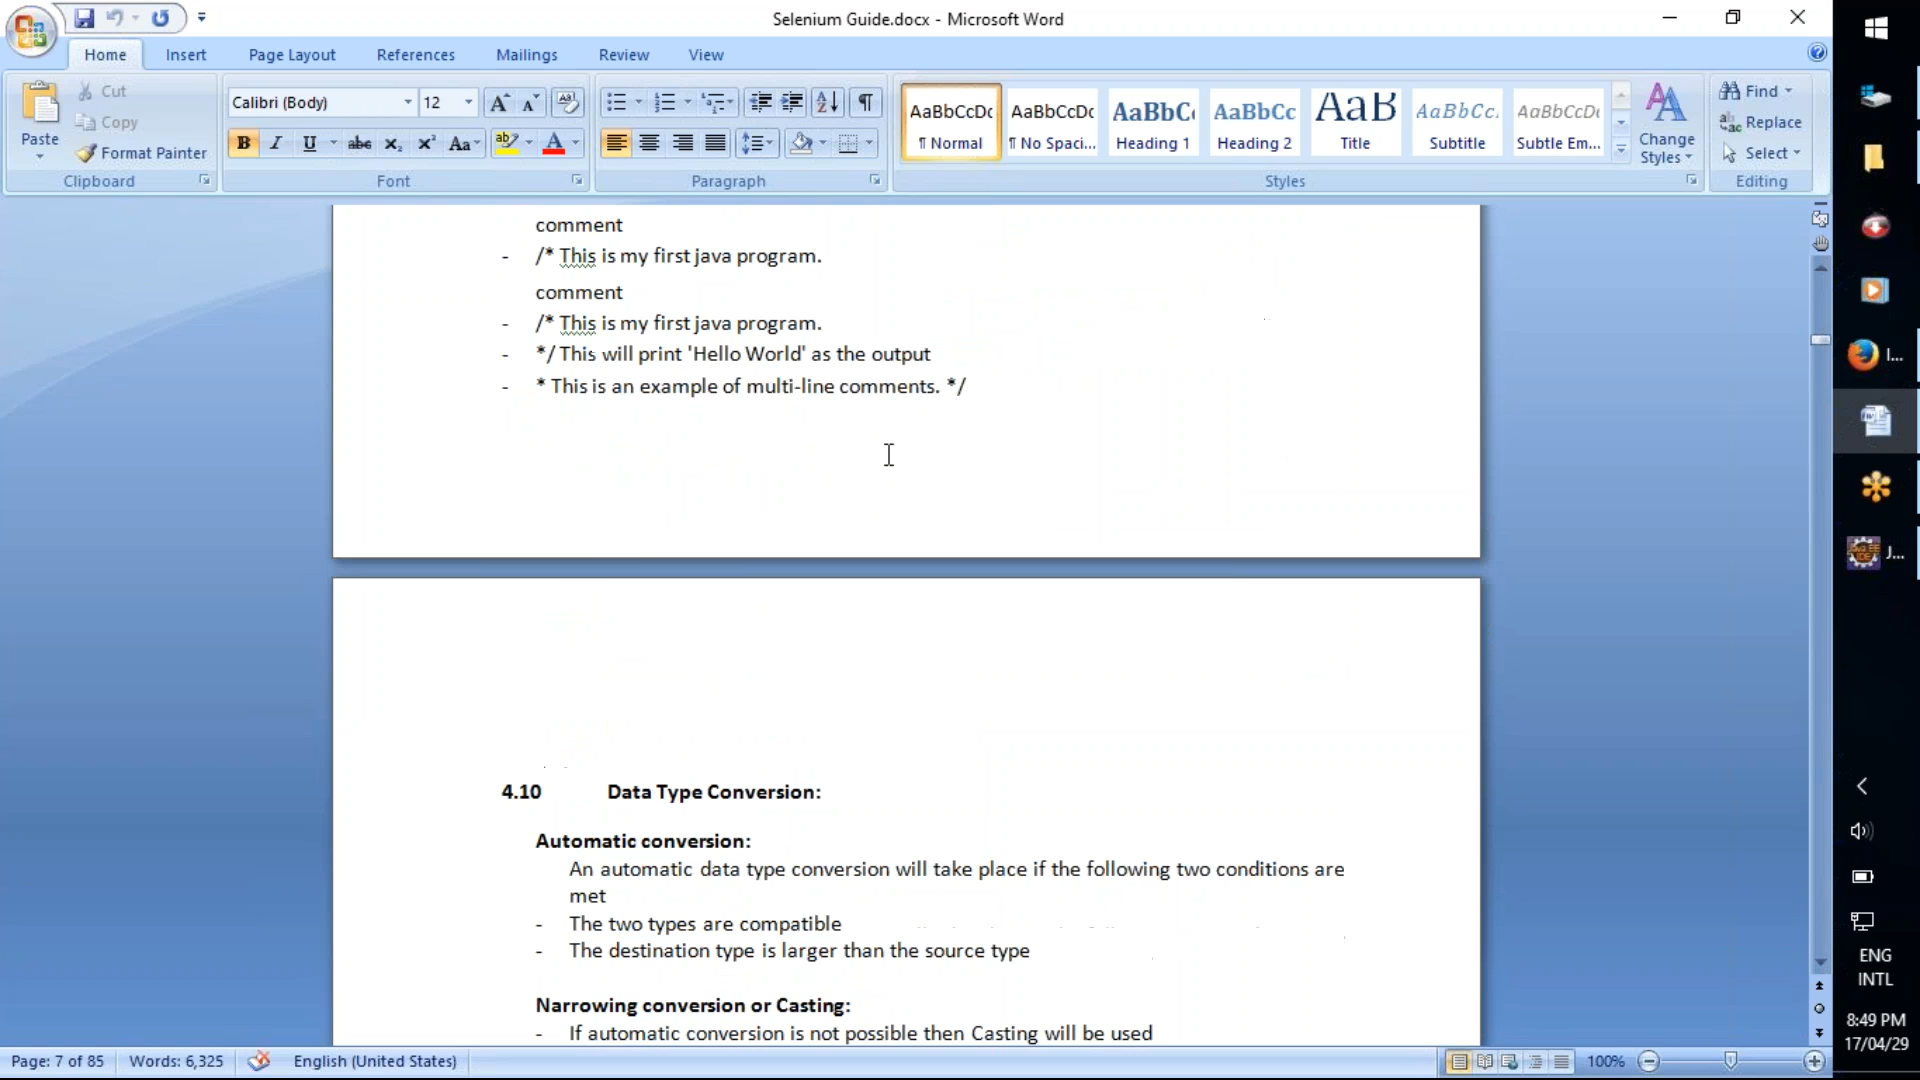 Selenium Guide.docx - Microsoft Word
Home Insert Page Layout References Mailings Review View
Paste
Cut
Copy
Format Painter
Clipboard
Calibri (Body) 12
Font
Paragraph
AaBbCcDc AaBbCcDc AaBbC AaBbCc AaB AaBbCc. AaBbCcDc
¶ Normal ¶ No Spaci... Heading 1 Heading 2 Title Subtitle Subtle Em...
Change Styles
Styles
Find
Replace
Select
Editing
comment
- /* This is my first java program.
comment
- /* This is my first java program.
- */ This will print 'Hello World' as the output
- * This is an example of multi-line comments. */
4.10 Data Type Conversion:
Automatic conversion:
An automatic data type conversion will take place if the following two conditions are
met
- The two types are compatible
- The destination type is larger than the source type
Narrowing conversion or Casting:
- If automatic conversion is not possible then Casting will be used
Page: 7 of 85 Words: 6,325 English (United States) 100%
I...
J...
ENG
INTL
8:49 PM
17/04/29